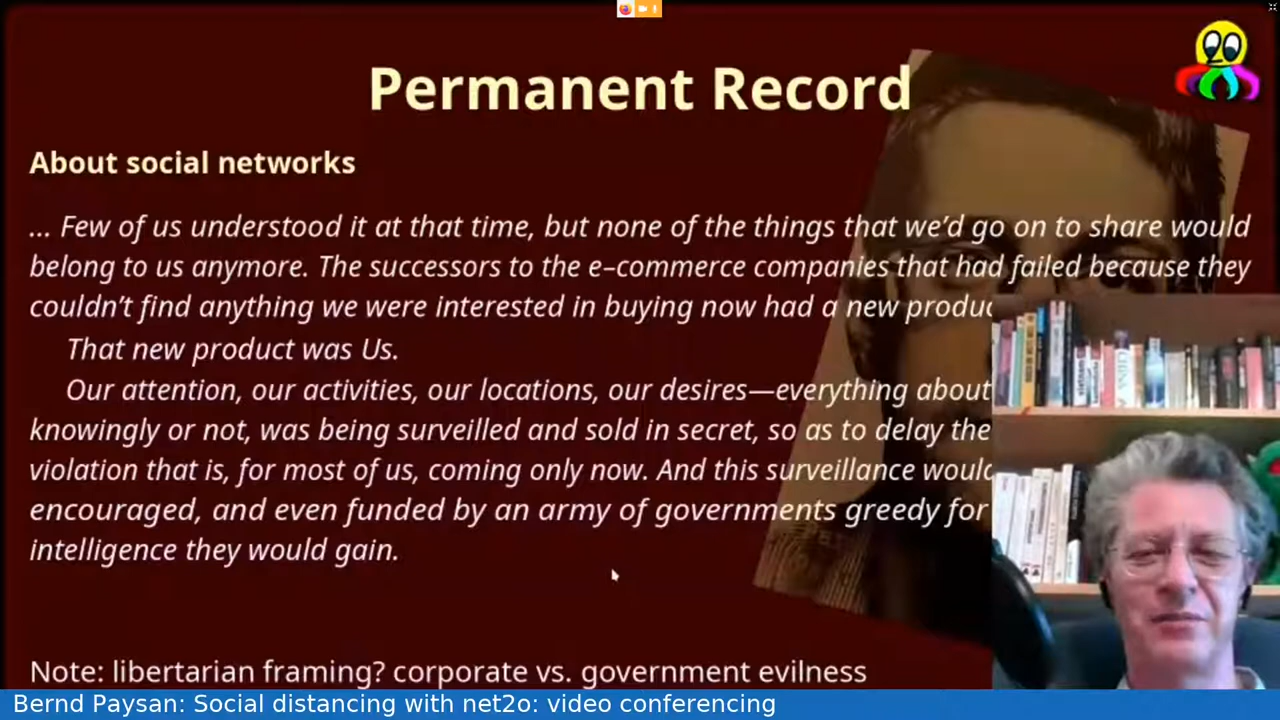 Permanent Record
About social networks
... Few of us understood it at that time, but none of the things that we'd go on to share would
belong to us anymore. The successors to the e–commerce companies that had failed because they
couldn't find anything we were interested in buying now had a new
That new product was Us.
Our attention, our activities, our locations, our desires—everything about
knowingly or not, was being surveilled and sold in secret, so as to delay the
violation that is, for most of us, coming only now. And this surveillance
encouraged, and even funded by an army of governments greedy for
intelligence they would gain.
Note: libertarian framing? corporate vs. government evilness
Bernd Paysan: Social distancing with net2o: video conferencing